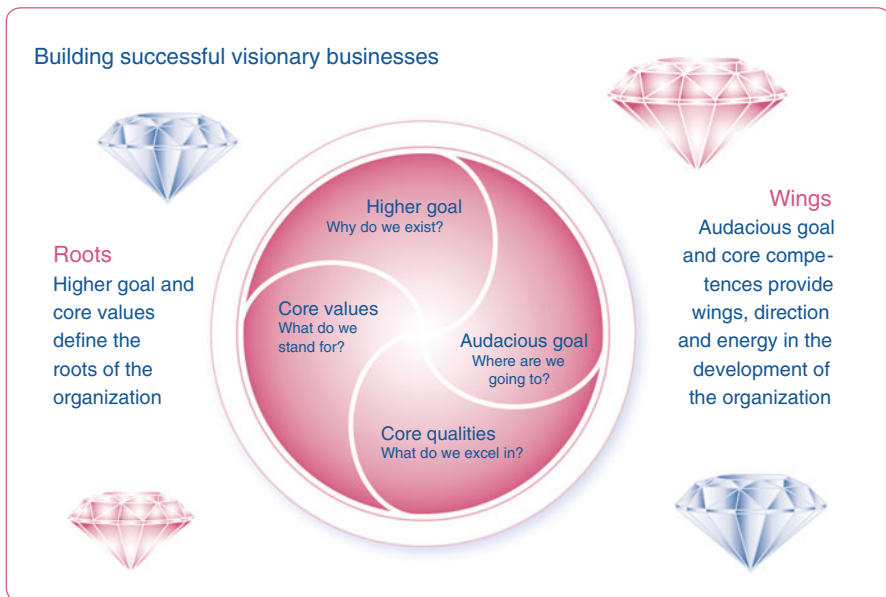 Building successful visionary businesses
Roots
Higher goal and
core values
define the
roots of the
organization
Higher goal
Why do we exist?
Core values
What do we
stand for?
Audacious goal
Where are we
going to?
Core qualities
What do we excel in?
Wings
Audacious goal
and core compe-
tences provide
wings, direction
and energy in the
development of
the organization